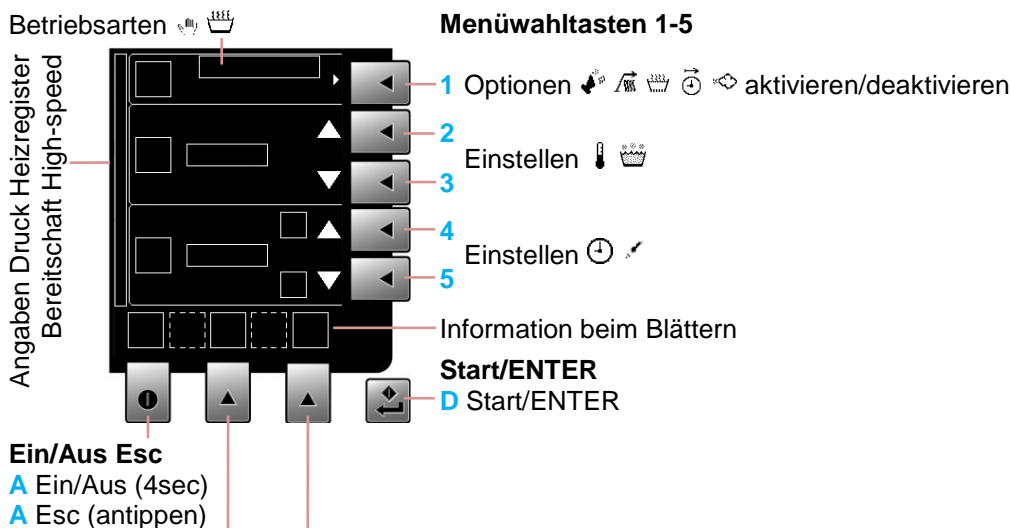 Betriebsarten
Menüwahltasten 1-5
Angaben Druck Heizregister
Bereitschaft High-speed
1 Optionen aktivieren/deaktivieren
2
Einstellen
3
4
Einstellen
5
Information beim Blättern
Start/ENTER
D Start/ENTER
Ein/Aus Esc
A Ein/Aus (4sec)
A Esc (antippen)